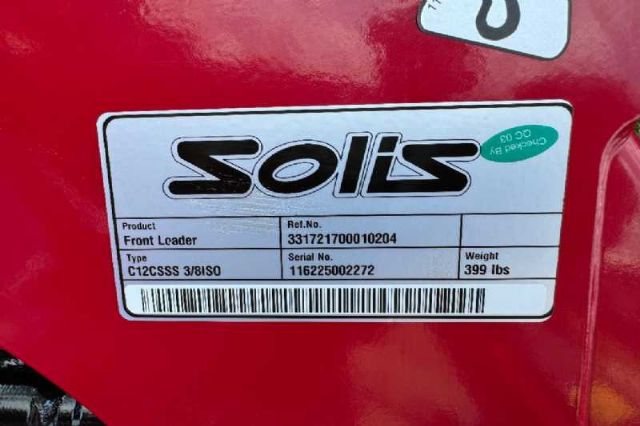 Solis
Checked By
QC 03
Product
Front Loader
Ref.No.
331721700010204
Type
C12CSSS 3/8ISO
Serial No.
116225002272
Weight
399 lbs